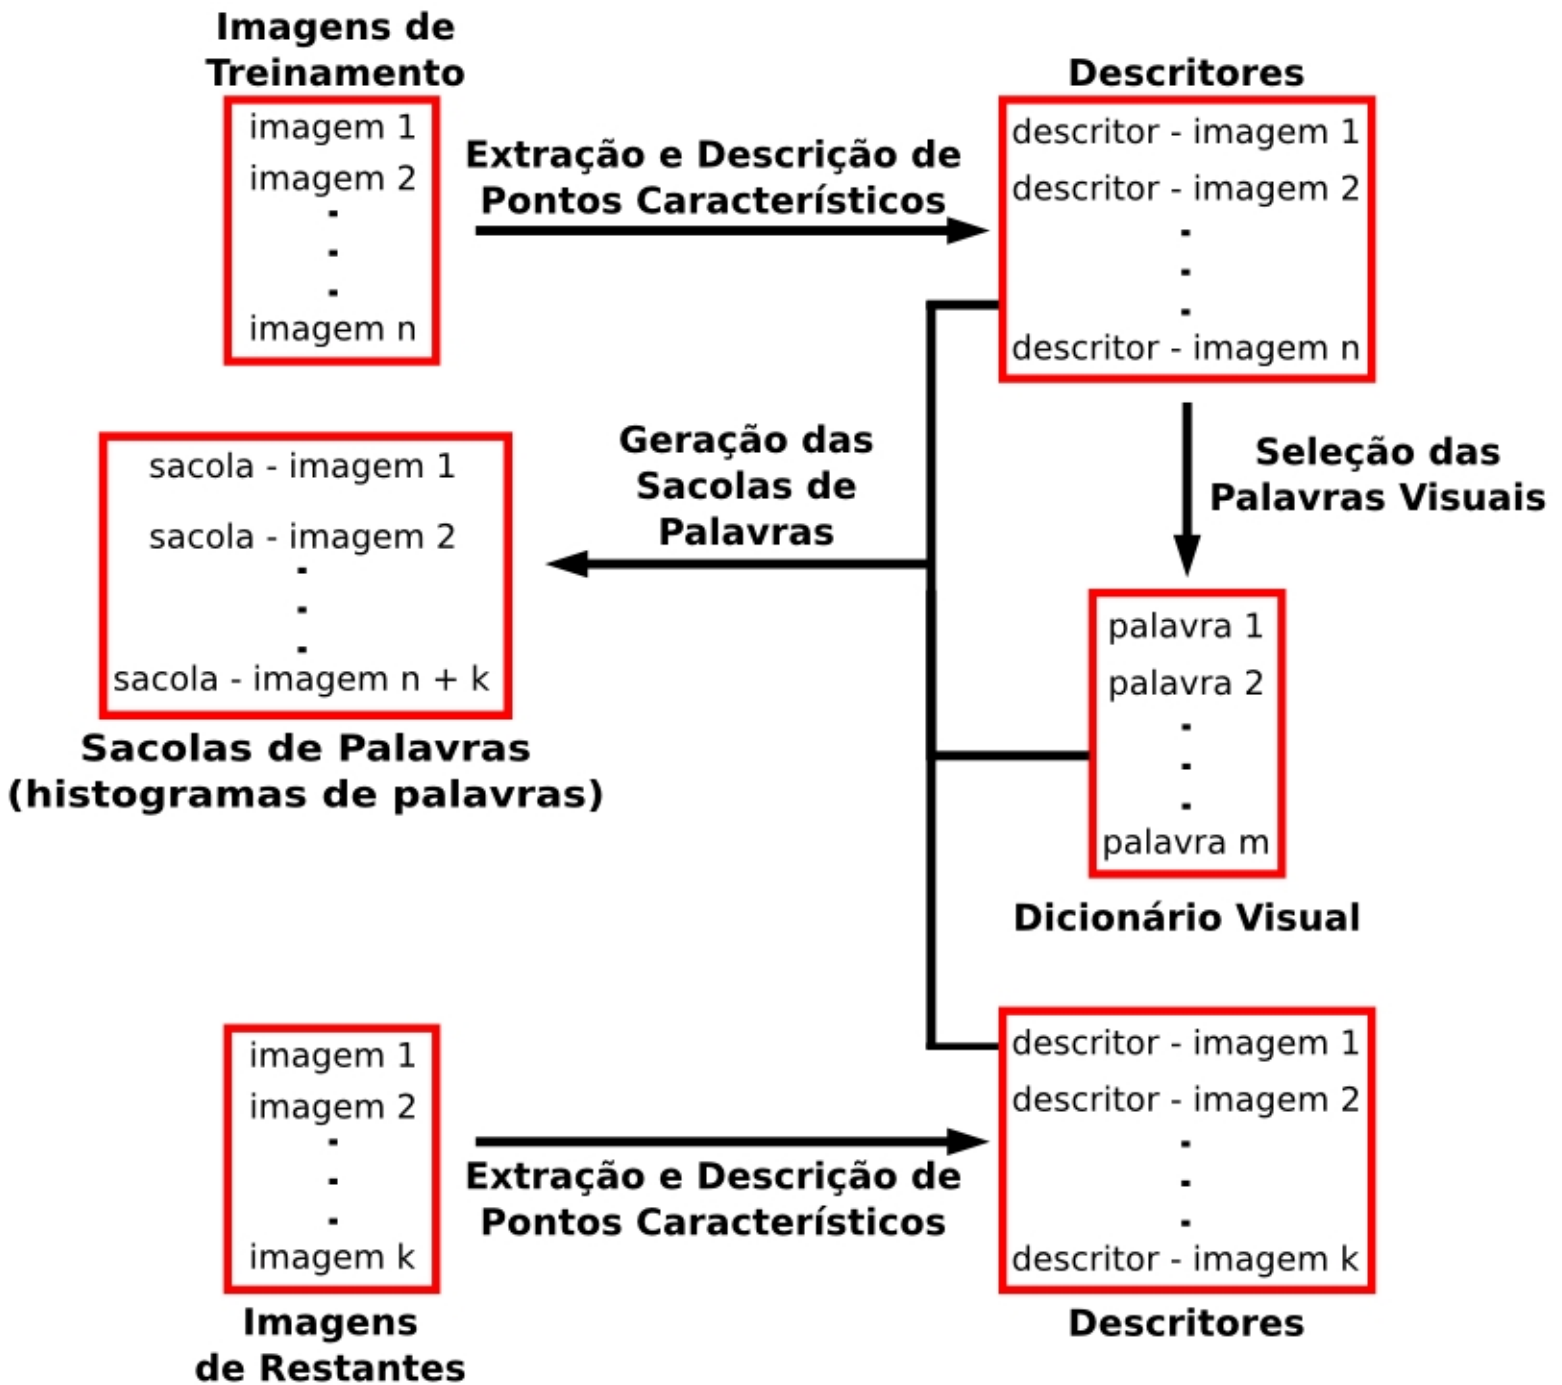 Imagens de
Treinamento
imagem 1
imagem 2
.
.
.
imagem n
Extração e Descrição de
Pontos Característicos
Descritores
descritor - imagem 1
descritor - imagem 2
.
.
.
descritor - imagem n
Seleção das
Palavras Visuais
palavra 1
palavra 2
.
.
.
palavra m
Dicionário Visual
Geração das
Sacolas de
Palavras
sacola - imagem 1
sacola - imagem 2
.
.
.
sacola - imagem n + k
Sacolas de Palavras
(histogramas de palavras)
imagem 1
imagem 2
.
.
.
imagem k
Imagens
de Restantes
Extração e Descrição de
Pontos Característicos
descritor - imagem 1
descritor - imagem 2
.
.
.
descritor - imagem k
Descritores